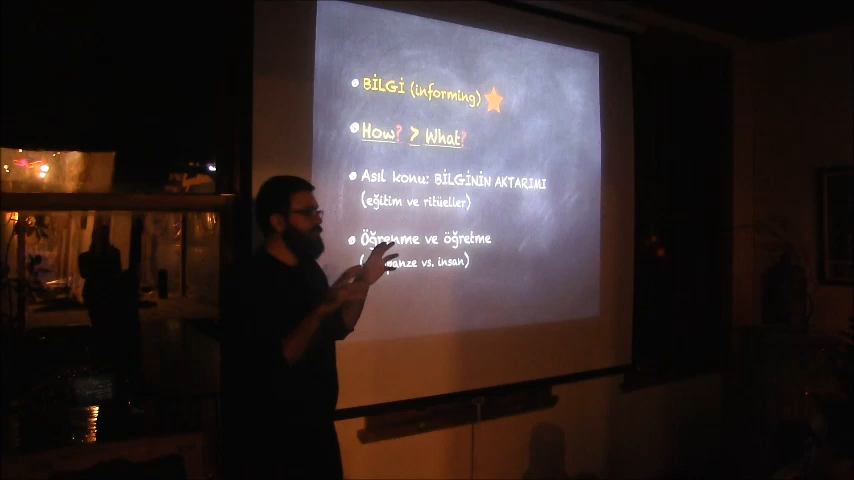 BİLGİ (informing)
How? > What?
Asıl konu: BİLGİNİN AKTARIMI
(eğitim ve ritüeller)
Öğrenme ve öğretme
vs. insan)